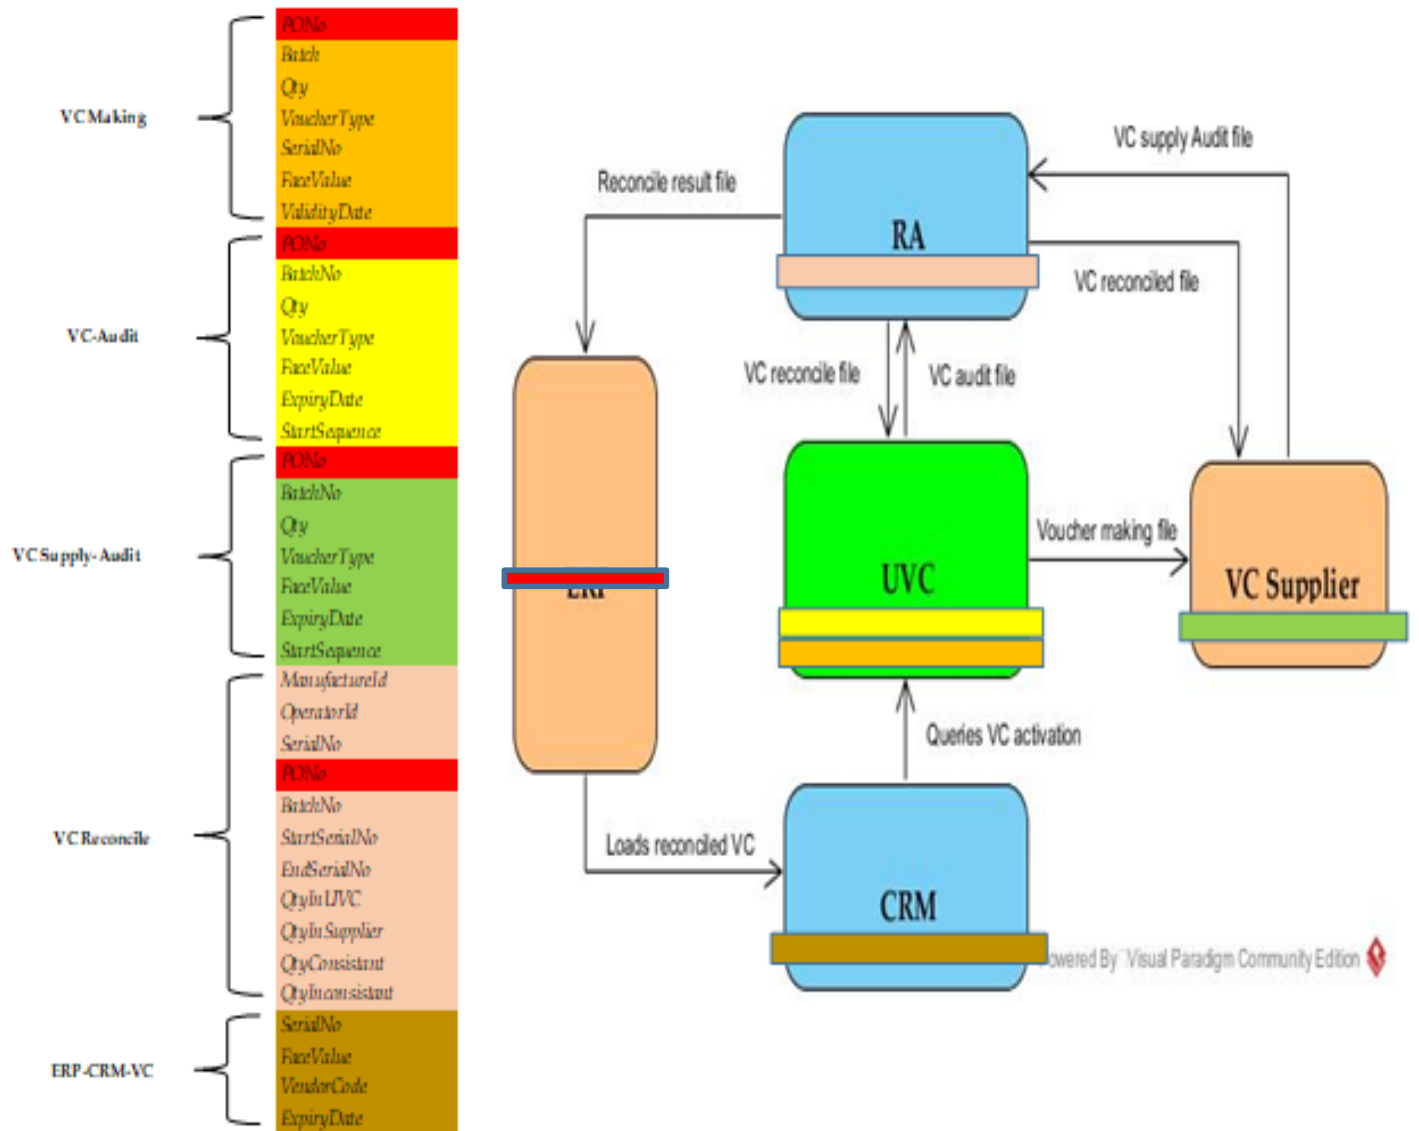 PONo
Batch
Qty
VC Making
VoucherType
SerialNo
FaceValue
ValidityDate
PONo
BatchNo
Qty
VC-Audit
VoucherType
FaceValue
ExpiryDate
StartSequence
PONo
BatchNo
Qty
VC Supply-Audit
VoucherType
FaceValue
ExpiryDate
StartSequence
ManufactureId
OperatorId
SerialNo
PONo
BatchNo
VC Reconcile
StartSerialNo
EndSerialNo
QtyInUVC
QtyInSupplier
QtyConsistant
QtyInconsistant
SerialNo
FaceValue
ERP-CRM-VC
VendorCode
ExpiryDate
VC supply Audit file
Reconcile result file
RA
VC reconciled file
VC reconcile file
VC audit file
Voucher making file
UVC
VC Supplier
Queries VC activation
Loads reconciled VC
CRM
Powered By Visual Paradigm Community Edition